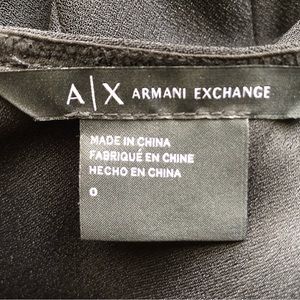 A|X ARMANI EXCHANGE
MADE IN CHINA
FABRIQUÉ EN CHINE
HECHO EN CHINA
0